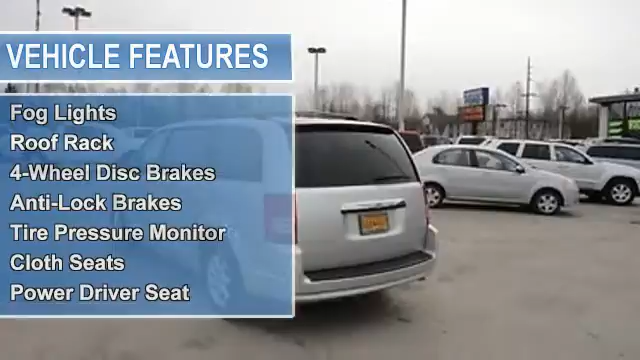 VEHICLE FEATURES
Fog Lights
Roof Rack
4-Wheel Disc Brakes
Anti-Lock Brakes
Tire Pressure Monitor
Cloth Seats
Power Driver Seat